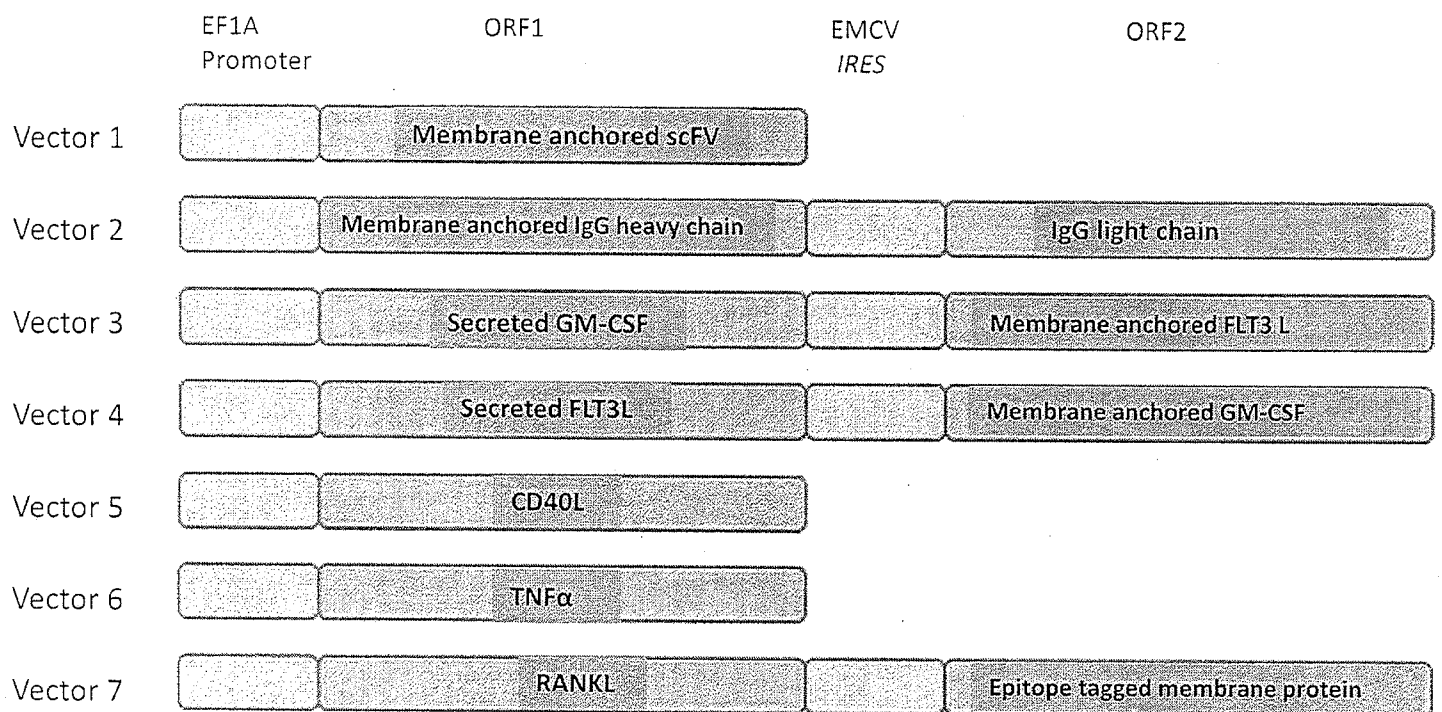 EF1A
Promoter
ORF1
EMCV
IRES
ORF2
Vector 1
Membrane anchored scFV
Vector 2
Membrane anchored IgG heavy chain
IgG light chain
Vector 3
Secreted GM-CSF
Membrane anchored FLT3 L
Vector 4
Secreted FLT3L
Membrane anchored GM-CSF
Vector 5
CD40L
Vector 6
TNFα
Vector 7
RANKL
Epitope tagged membrane protein